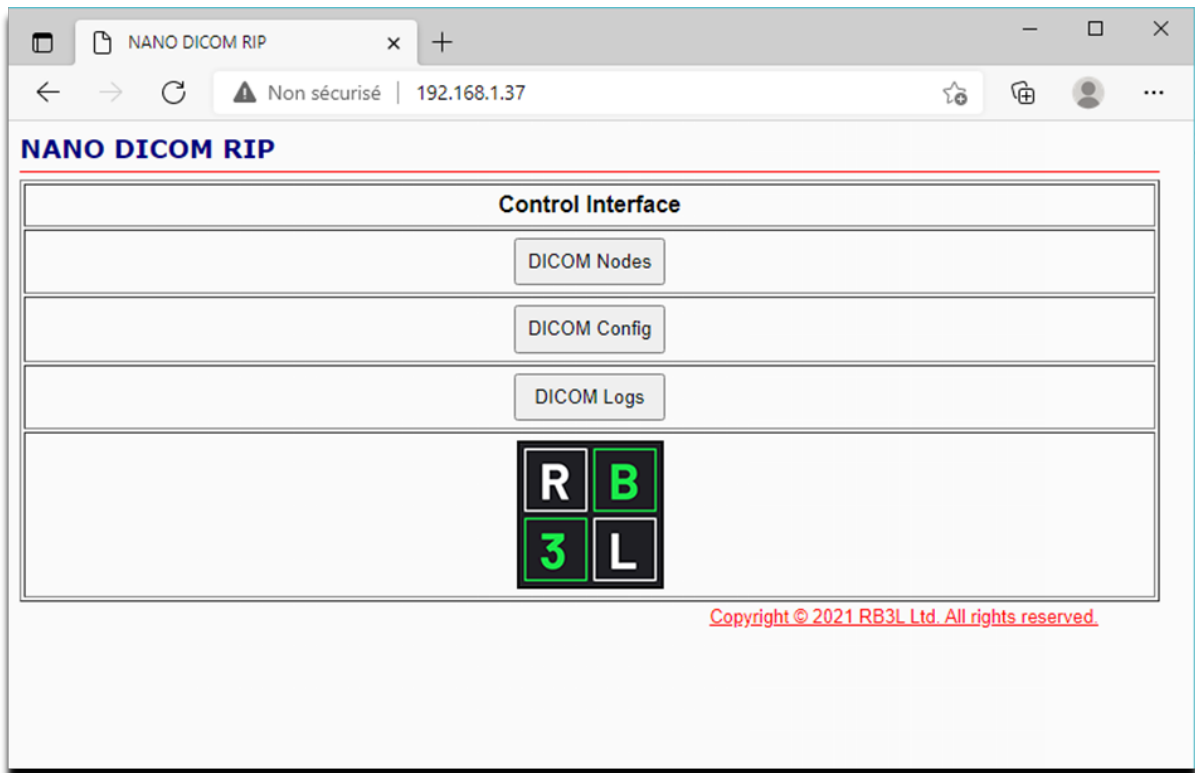 NANO DICOM RIP
Non sécurisé | 192.168.1.37
NANO DICOM RIP
Control Interface
DICOM Nodes
DICOM Config
DICOM Logs
R B
3 L
Copyright © 2021 RB3L Ltd. All rights reserved.